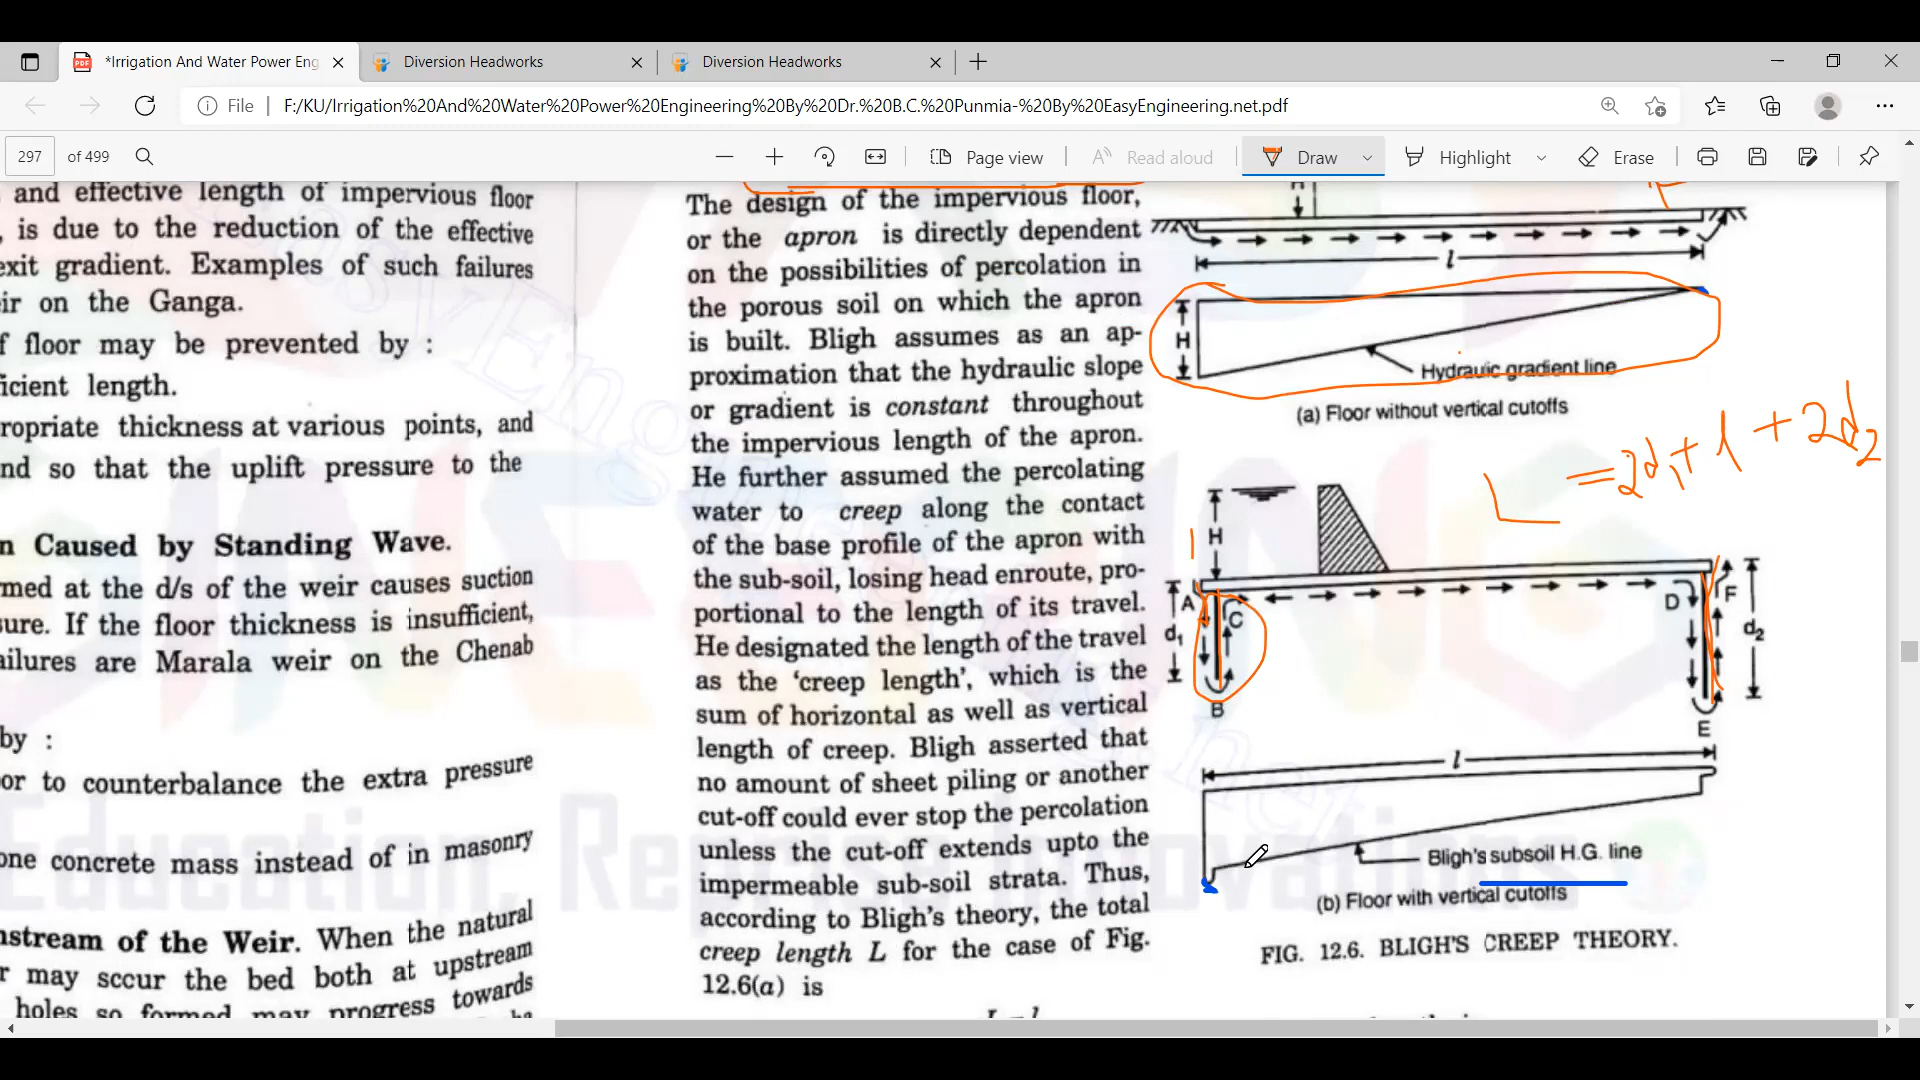 *Irrigation And Water Power Eng
Diversion Headworks
Diversion Headworks
File
F:/KU/Irrigation%20And%20Water%20Power%20Engineering%20By%20Dr.%20B.C.%20Punmia-%20By%20EasyEngineering.net.pdf
297 of 499
Page view
Read aloud
Draw
Highlight
Erase
and effective length of impervious floor
, is due to the reduction of the effective
exit gradient. Examples of such failures
eir on the Ganga.
f floor may be prevented by :
icient length.
ropriate thickness at various points, and
nd so that the uplift pressure to the
n Caused by Standing Wave.
rmed at the d/s of the weir causes suction
sure. If the floor thickness is insufficient,
ailures are Marala weir on the Chenab
by :
or to counterbalance the extra pressure
one concrete mass instead of in masonry
nstream of the Weir. When the natural
r may sccur the bed both at upstream
holes so formed may progress towards
The design of the impervious floor,
or the apron is directly dependent
on the possibilities of percolation in
the porous soil on which the apron
is built. Bligh assumes as an ap-
proximation that the hydraulic slope
or gradient is constant throughout
the impervious length of the apron.
He further assumed the percolating
water to creep along the contact
of the base profile of the apron with
the sub-soil, losing head enroute, pro-
portional to the length of its travel.
He designated the length of the travel
as the 'creep length', which is the
sum of horizontal as well as vertical
length of creep. Bligh asserted that
no amount of sheet piling or another
cut-off could ever stop the percolation
unless the cut-off extends upto the
impermeable sub-soil strata. Thus,
according to Bligh's theory, the total
creep length L for the case of Fig.
12.6(a) is
H
l
H
Hydrauic gradient line
(a) Floor without vertical cutoffs
L = 2d1 + l + 2d2
H
A
C
D
F
d1
d2
B
E
l
Bligh's subsoil H.G. line
(b) Floor with vertical cutoffs
FIG. 12.6. BLIGH'S CREEP THEORY.